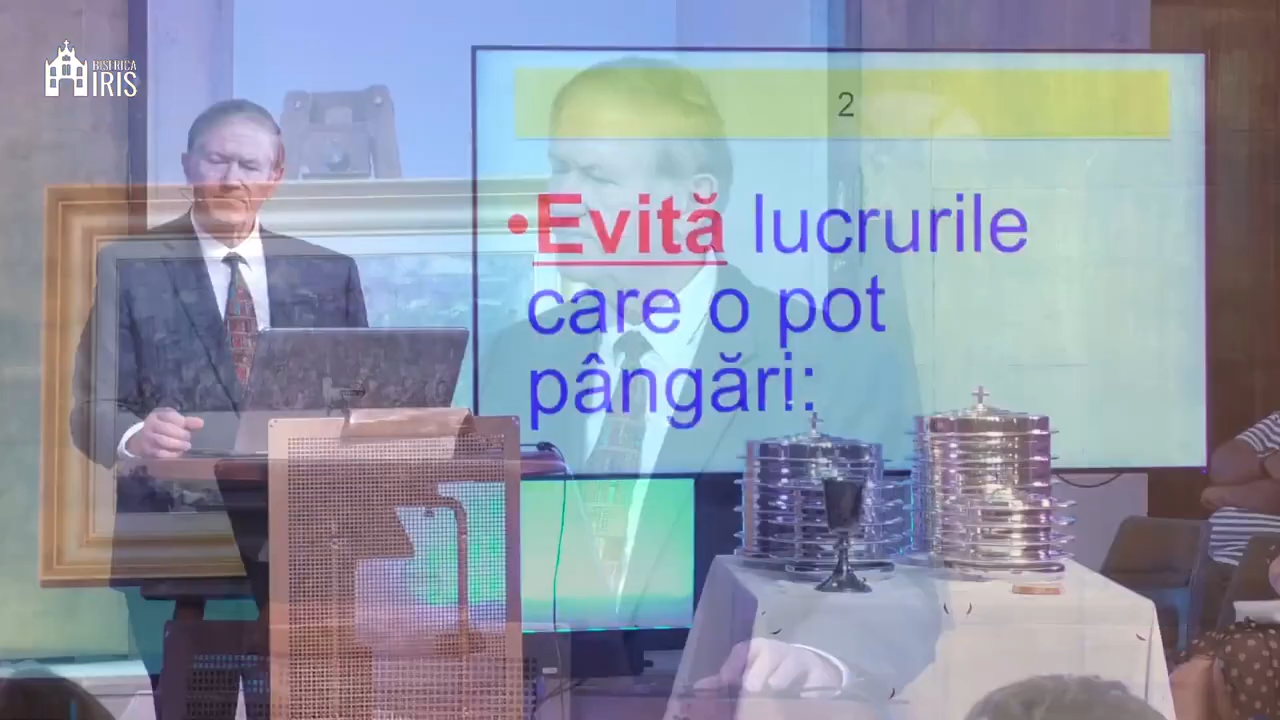 BISERICA
IRIS
2
•Evită lucrurile
care o pot
pângări: